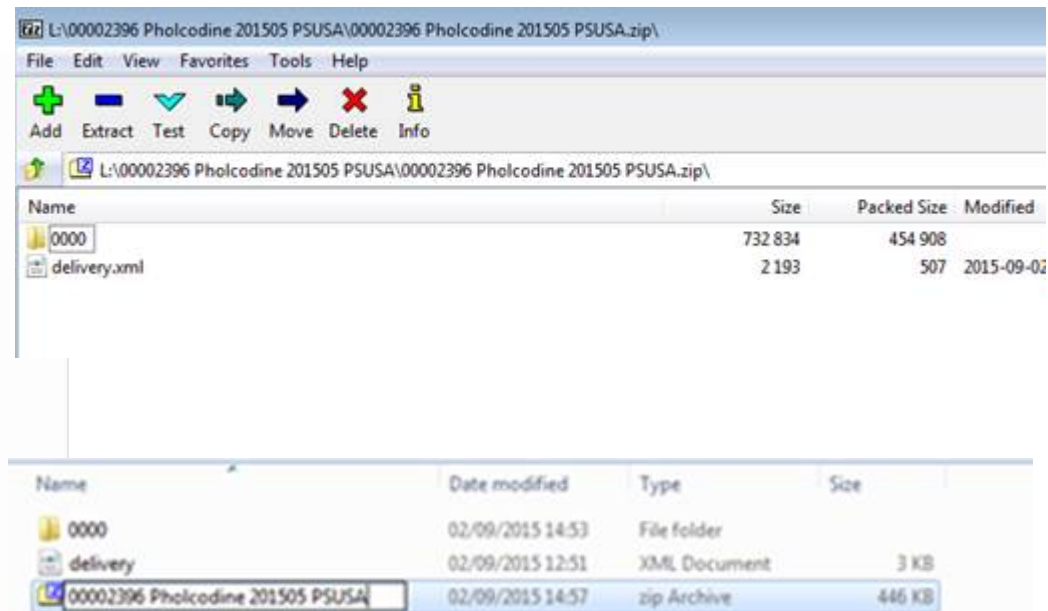 L:\00002396 Pholcodine 201505 PSUSA\00002396 Pholcodine 201505 PSUSA.zip\
File Edit View Favorites Tools Help
Add Extract Test Copy Move Delete Info
L:\00002396 Pholcodine 201505 PSUSA\00002396 Pholcodine 201505 PSUSA.zip\
Name Size Packed Size Modified
0000 732 834 454 908
delivery.xml 2 193 507 2015-09-02
Name Date modified Type Size
0000 02/09/2015 14:53 File folder
delivery 02/09/2015 12:51 XML Document 3 KB
00002396 Pholcodine 201505 PSUSA 02/09/2015 14:57 zip Archive 446 KB